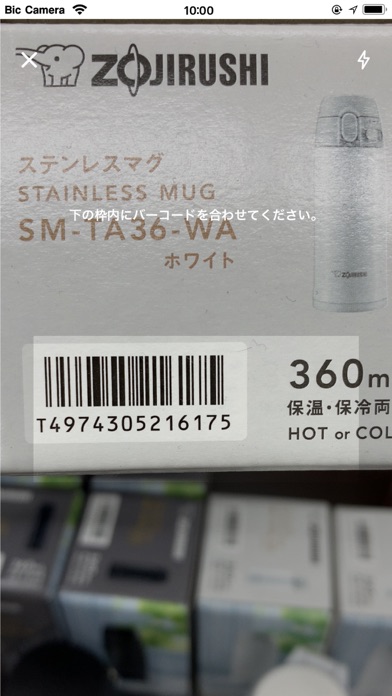 Bic Camera 10:00
ZOJIRUSHI
ステンレスマグ
STAINLESS MUG
下の枠内にバーコードを合わせてください。
SM-TA36-WA
ホワイト
ZOJIRUSHI
360m
T4974305216175
保温・保冷両
HOT or COL